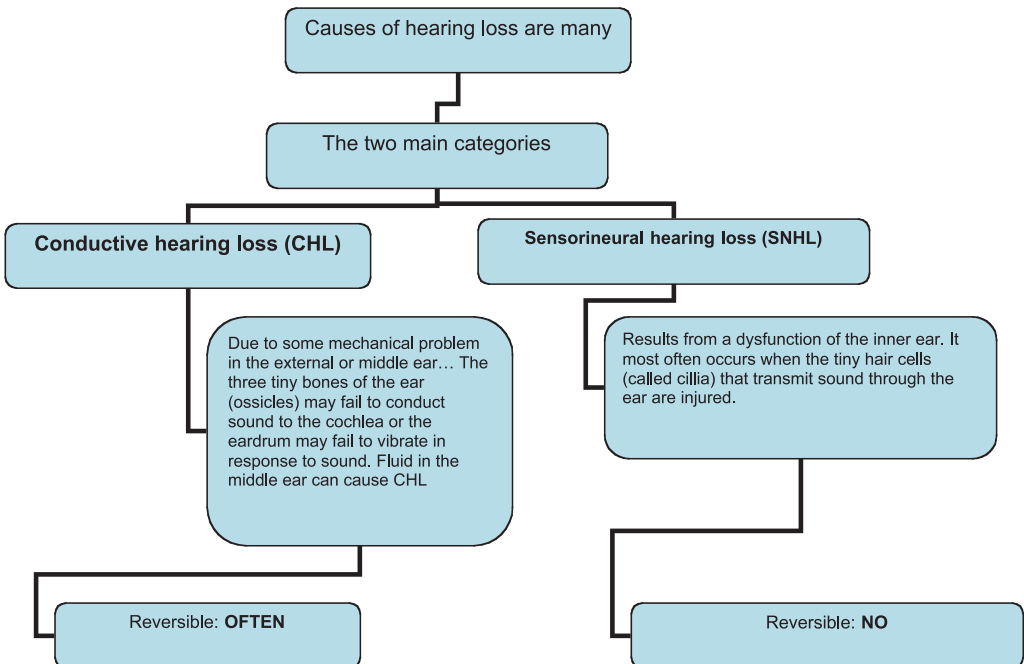 Causes of hearing loss are many
The two main categories
Conductive hearing loss (CHL)
Sensorineural hearing loss (SNHL)
Due to some mechanical problem
in the external or middle ear… The
three tiny bones of the ear
(ossicles) may fail to conduct
sound to the cochlea or the
eardrum may fail to vibrate in
response to sound. Fluid in the
middle ear can cause CHL
Results from a dysfunction of the inner ear. It
most often occurs when the tiny hair cells
(called cillia) that transmit sound through the
ear are injured.
Reversible: OFTEN
Reversible: NO